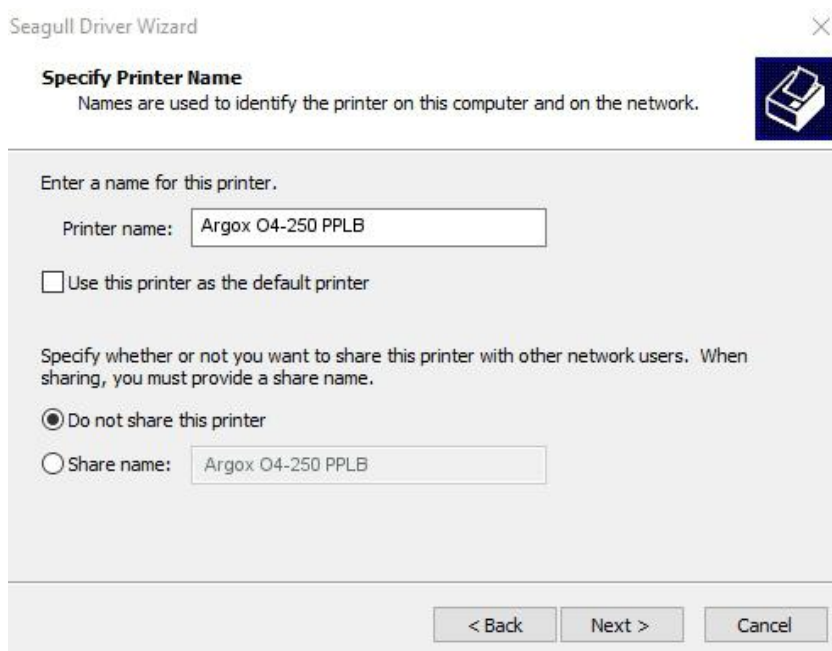 Seagull Driver Wizard
Specify Printer Name
Names are used to identify the printer on this computer and on the network.
Enter a name for this printer.
Printer name: Argox O4-250 PPLB
Use this printer as the default printer
Specify whether or not you want to share this printer with other network users.  When
sharing, you must provide a share name.
Do not share this printer
Share name: Argox O4-250 PPLB
< Back Next > Cancel